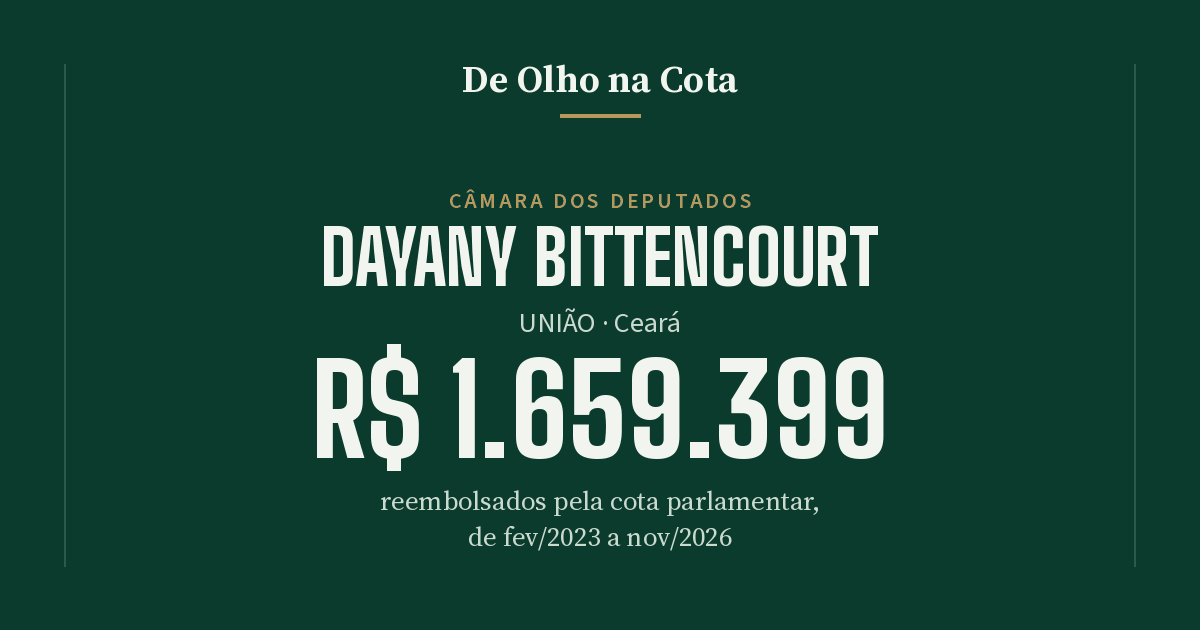 De Olho na Cota
CÂMARA DOS DEPUTADOS
DAYANY BITTENCOURT
UNIÃO · Ceará
R$ 1.659.399
reembolsados pela cota parlamentar,
de fev/2023 a nov/2026